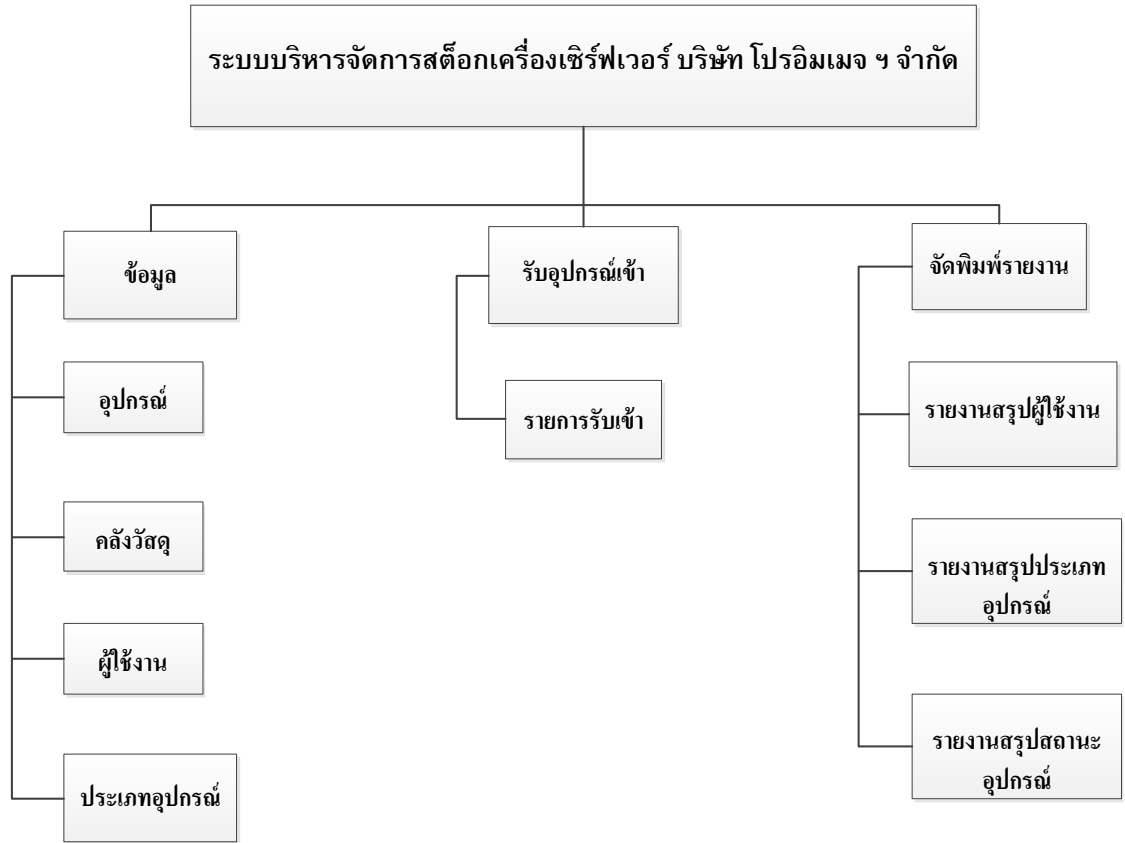 ระบบบริหารจัดการสต็อกเครื่องเซิร์ฟเวอร์ บริษัท โปรอิมเมจ ฯ จำกัด
ข้อมูล
อุปกรณ์
คลังวัสดุ
ผู้ใช้งาน
ประเภทอุปกรณ์
รับอุปกรณ์เข้า
รายการรับเข้า
จัดพิมพ์รายงาน
รายงานสรุปผู้ใช้งาน
รายงานสรุปประเภท
อุปกรณ์
รายงานสรุปสถานะ
อุปกรณ์